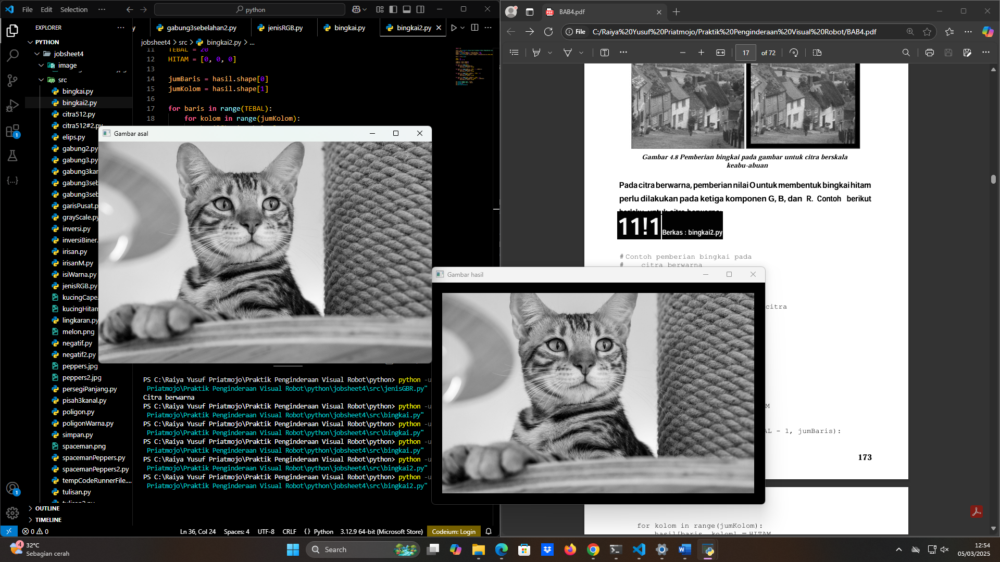 File Edit Selection ···
python
EXPLORER
PYTHON
jobsheet4
image
src
bingkai.py
bingkai2.py
citra512.py
citra512#2.py
elips.py
gabung2.py
gabung3.py
gabung3kan
gabung3seb
gabung3seb
garisPusat.p
grayScale.py
inversi.py
inversiBiner.
irisan.py
irisanM.py
isiWarna.py
jenisRGB.py
kucingCape.
kucingHitam
lingkaran.py
melon.png
negatif.py
negatif2.py
peppers.jpg
peppers2.jpg
persegiPanjang.py
pisah3kanal.py
poligon.py
poligonWarna.py
simpan.py
spaceman.png
spacemanPeppers.py
spacemanPeppers2.py
tempCodeRunnerFile....
tulisan.py
OUTLINE
TIMELINE
gabung3sebelahan2.py jenisRGB.py bingkai.py bingkai2.py
jobsheet4 > src > bingkai2.py > ...
11 TEBAL = 20
12 HITAM = [0, 0, 0]
13
14 jumBaris = hasil.shape[0]
15 jumKolom = hasil.shape[1]
16
17 for baris in range(TEBAL):
18 for kolom in range(jumKolom):
Gambar asal
Gambar hasil
PS C:\Raiya Yusuf Priatmojo\Praktik Penginderaan Visual Robot\python> python -u
Priatmojo\Praktik Penginderaan Visual Robot\python\jobsheet4\src\jenisGBR.py"
Citra berwarna
PS C:\Raiya Yusuf Priatmojo\Praktik Penginderaan Visual Robot\python> python -u
Priatmojo\Praktik Penginderaan Visual Robot\python\jobsheet4\src\bingkai.py"
PS C:\Raiya Yusuf Priatmojo\Praktik Penginderaan Visual Robot\python> python -u
Priatmojo\Praktik Penginderaan Visual Robot\python\jobsheet4\src\bingkai.py"
PS C:\Raiya Yusuf Priatmojo\Praktik Penginderaan Visual Robot\python> python -u
Priatmojo\Praktik Penginderaan Visual Robot\python\jobsheet4\src\bingkai.py"
PS C:\Raiya Yusuf Priatmojo\Praktik Penginderaan Visual Robot\python> python -u
Priatmojo\Praktik Penginderaan Visual Robot\python\jobsheet4\src\bingkai2.py"
PS C:\Raiya Yusuf Priatmojo\Praktik Penginderaan Visual Robot\python> python -u
Priatmojo\Praktik Penginderaan Visual Robot\python\jobsheet4\src\bingkai2.py"
0 0 Ln 36, Col 24 Spaces: 4 UTF-8 CRLF {} Python 3.12.9 64-bit (Microsoft Store) Codeium: Login
BAB4.pdf
File C:/Raiya%20Yusuf%20Priatmojo/Praktik%20Penginderaan%20Visual%20Robot/BAB4.pdf
17 of 72
Gambar 4.8 Pemberian bingkai pada gambar untuk citra berskala
keabu-abuan
Pada citra berwarna, pemberian nilai O untuk membentuk bingkai hitam
perlu dilakukan pada ketiga komponen G, B, dan R. Contoh berikut
berlaku untuk citra berwarna:
11!1 Berkas : bingkai2.py
# Contoh pemberian bingkai pada
# citra berwarna
citra
M
AL - 1, jumBaris):
173
for kolom in range(jumKolom):
hasil[baris, kolom] = HITAM
4
32°C
Sebagian cerah
Search
12:54
05/03/2025